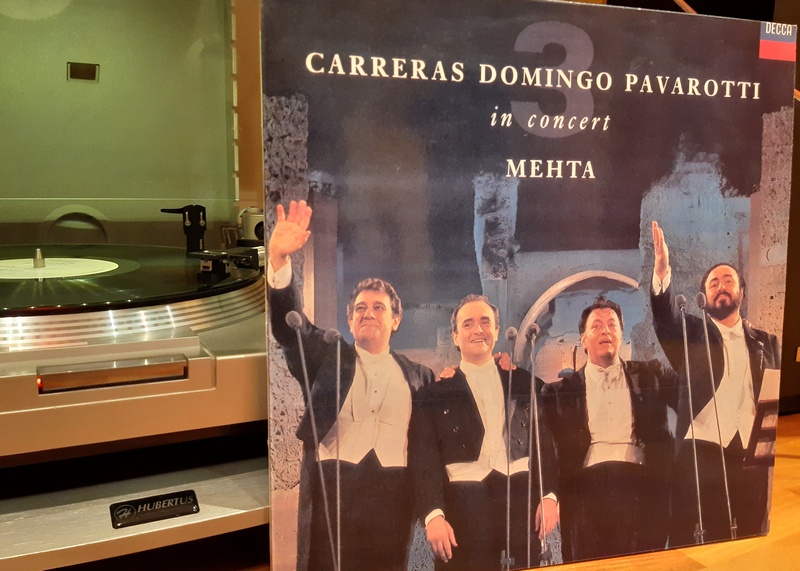 DECCA
3
CARRERAS DOMINGO PAVAROTTI
in concert
MEHTA
HUBERTUS